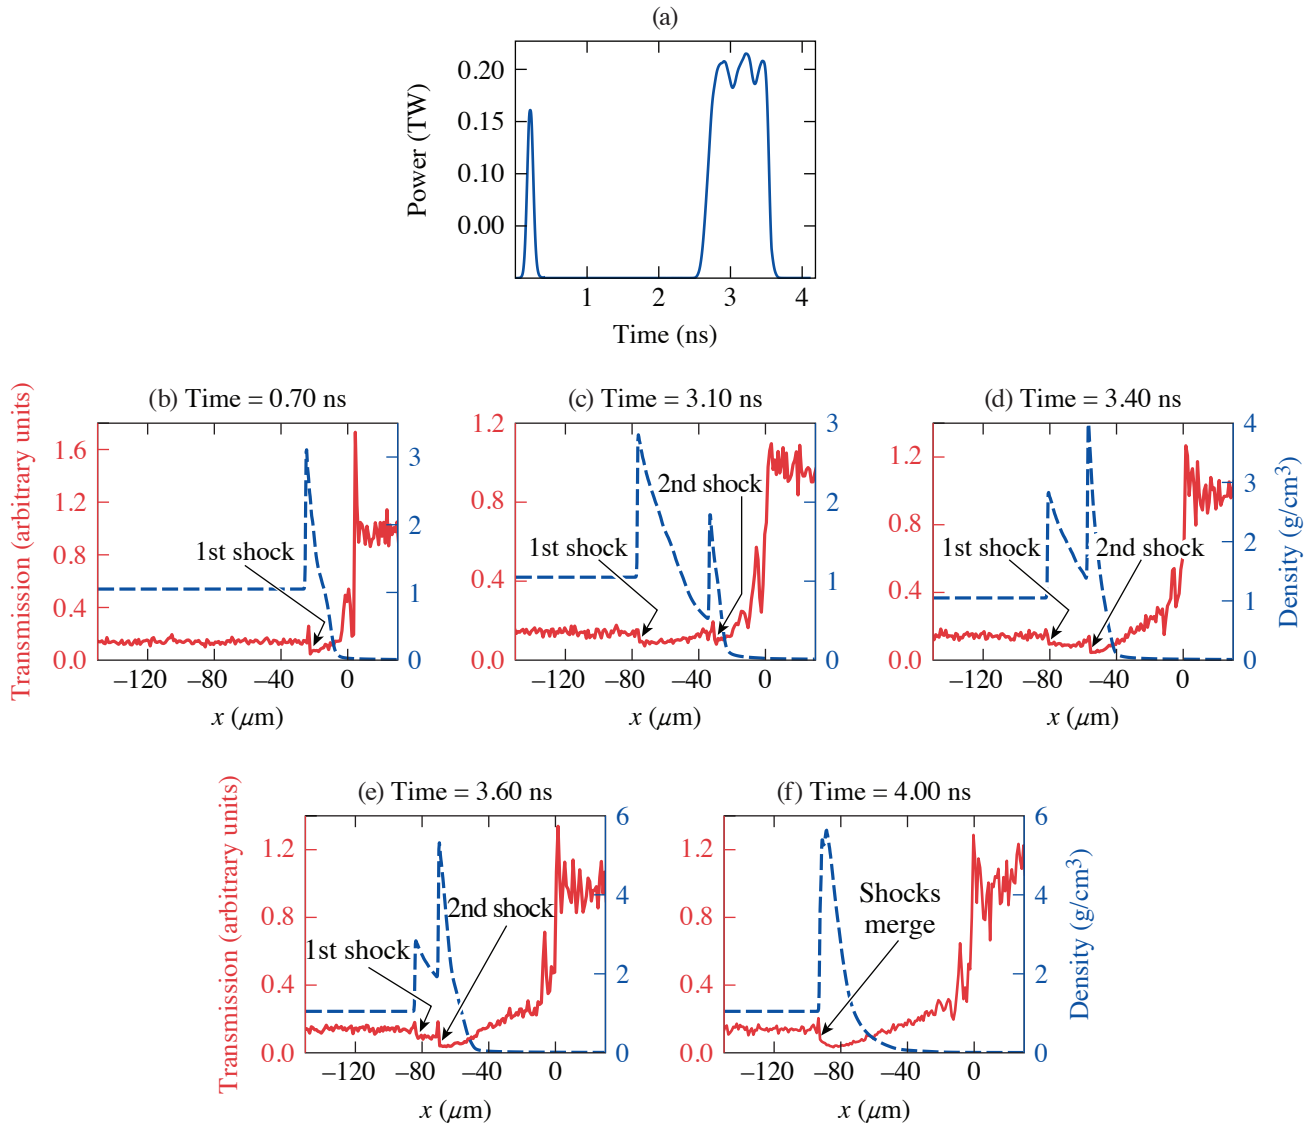 (a)
Power (TW)
0.20
0.15
0.10
0.00
1 2 3 4
Time (ns)
(b) Time = 0.70 ns
Transmission (arbitrary units)
1.6
1.2
0.8
0.4
0.0
3
2
1
0
1st shock
−120 −80 −40 0
x (μm)
(c) Time = 3.10 ns
1.2
0.8
0.4
0.0
3
2
1
0
2nd shock
1st shock
−120 −80 −40 0
x (μm)
(d) Time = 3.40 ns
1.2
0.8
0.4
0.0
4
3
2
1
0
Density (g/cm³)
1st shock
2nd shock
−120 −80 −40 0
x (μm)
(e) Time = 3.60 ns
Transmission (arbitrary units)
1.2
0.8
0.4
0.0
6
4
2
0
2nd shock
1st shock
−120 −80 −40 0
x (μm)
(f) Time = 4.00 ns
1.2
0.8
0.4
0.0
6
4
2
0
Density (g/cm³)
Shocks
merge
−120 −80 −40 0
x (μm)